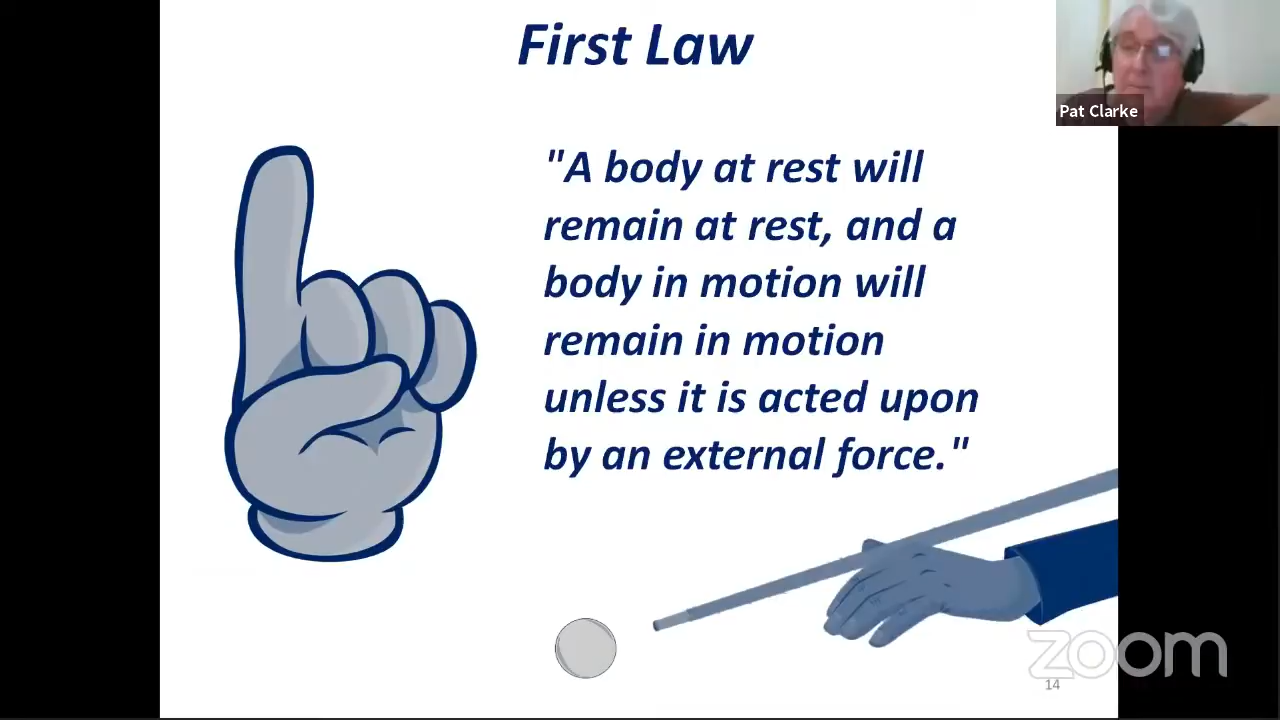 First Law
Pat Clarke
"A body at rest will
remain at rest, and a
body in motion will
remain in motion
unless it is acted upon
by an external force."
zoom
14